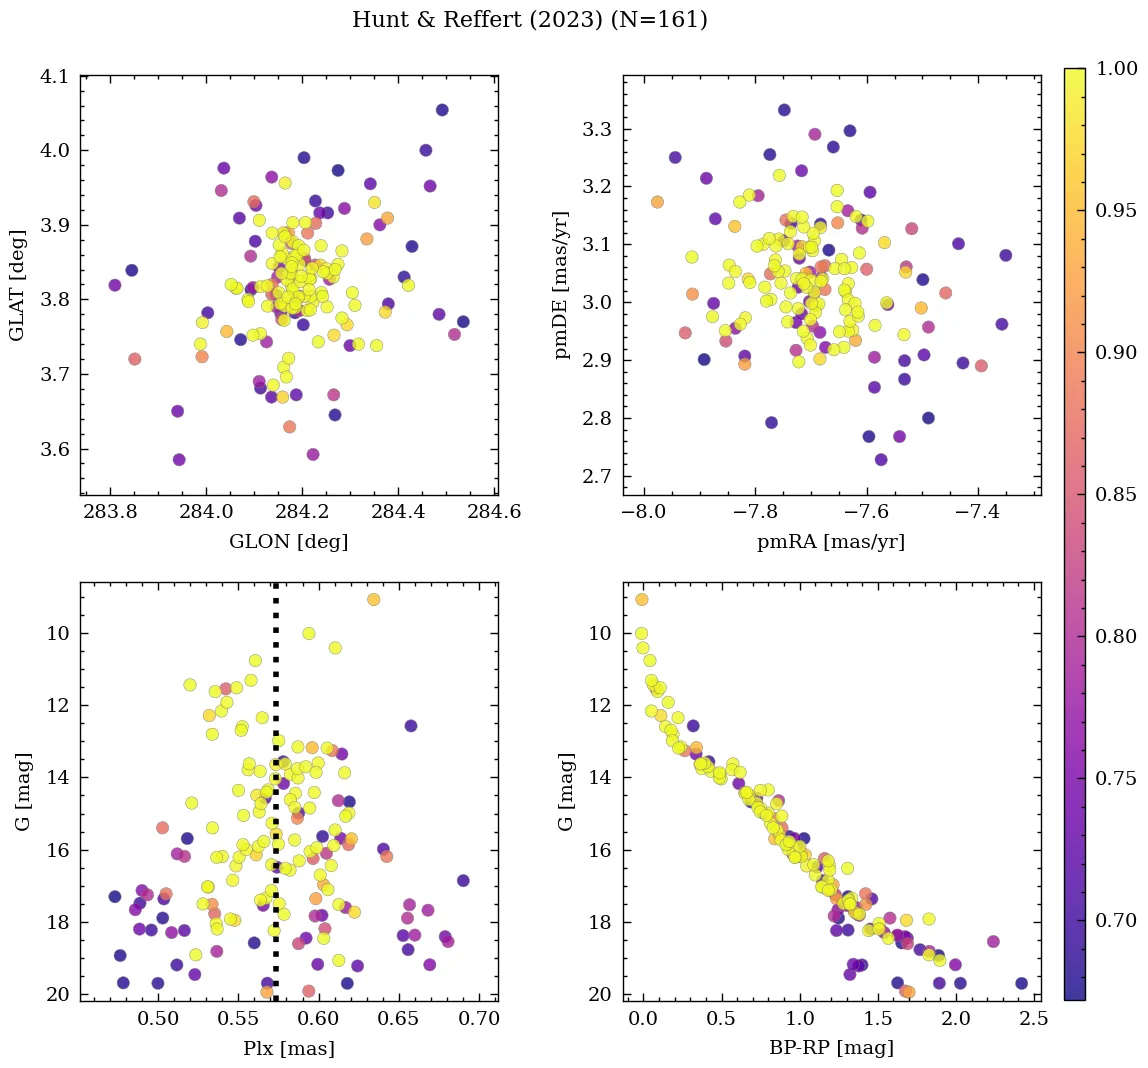 Hunt & Reffert (2023) (N=161)
4.1
4.0
3.9
3.8
3.7
3.6
GLAT [deg]
283.8 284.0 284.2 284.4 284.6
GLON [deg]
3.3
3.2
3.1
3.0
2.9
2.8
2.7
pmDE [mas/yr]
−8.0 −7.8 −7.6 −7.4
pmRA [mas/yr]
10
12
14
16
18
20
G [mag]
0.50 0.55 0.60 0.65 0.70
Plx [mas]
10
12
14
16
18
20
G [mag]
0.0 0.5 1.0 1.5 2.0 2.5
BP-RP [mag]
1.00
0.95
0.90
0.85
0.80
0.75
0.70